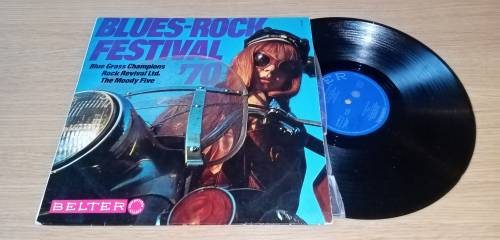 BLUES-ROCK
FESTIVAL
'70
Blue Grass Champions
Rock Revival Ltd.
The Moody Five
BELTER